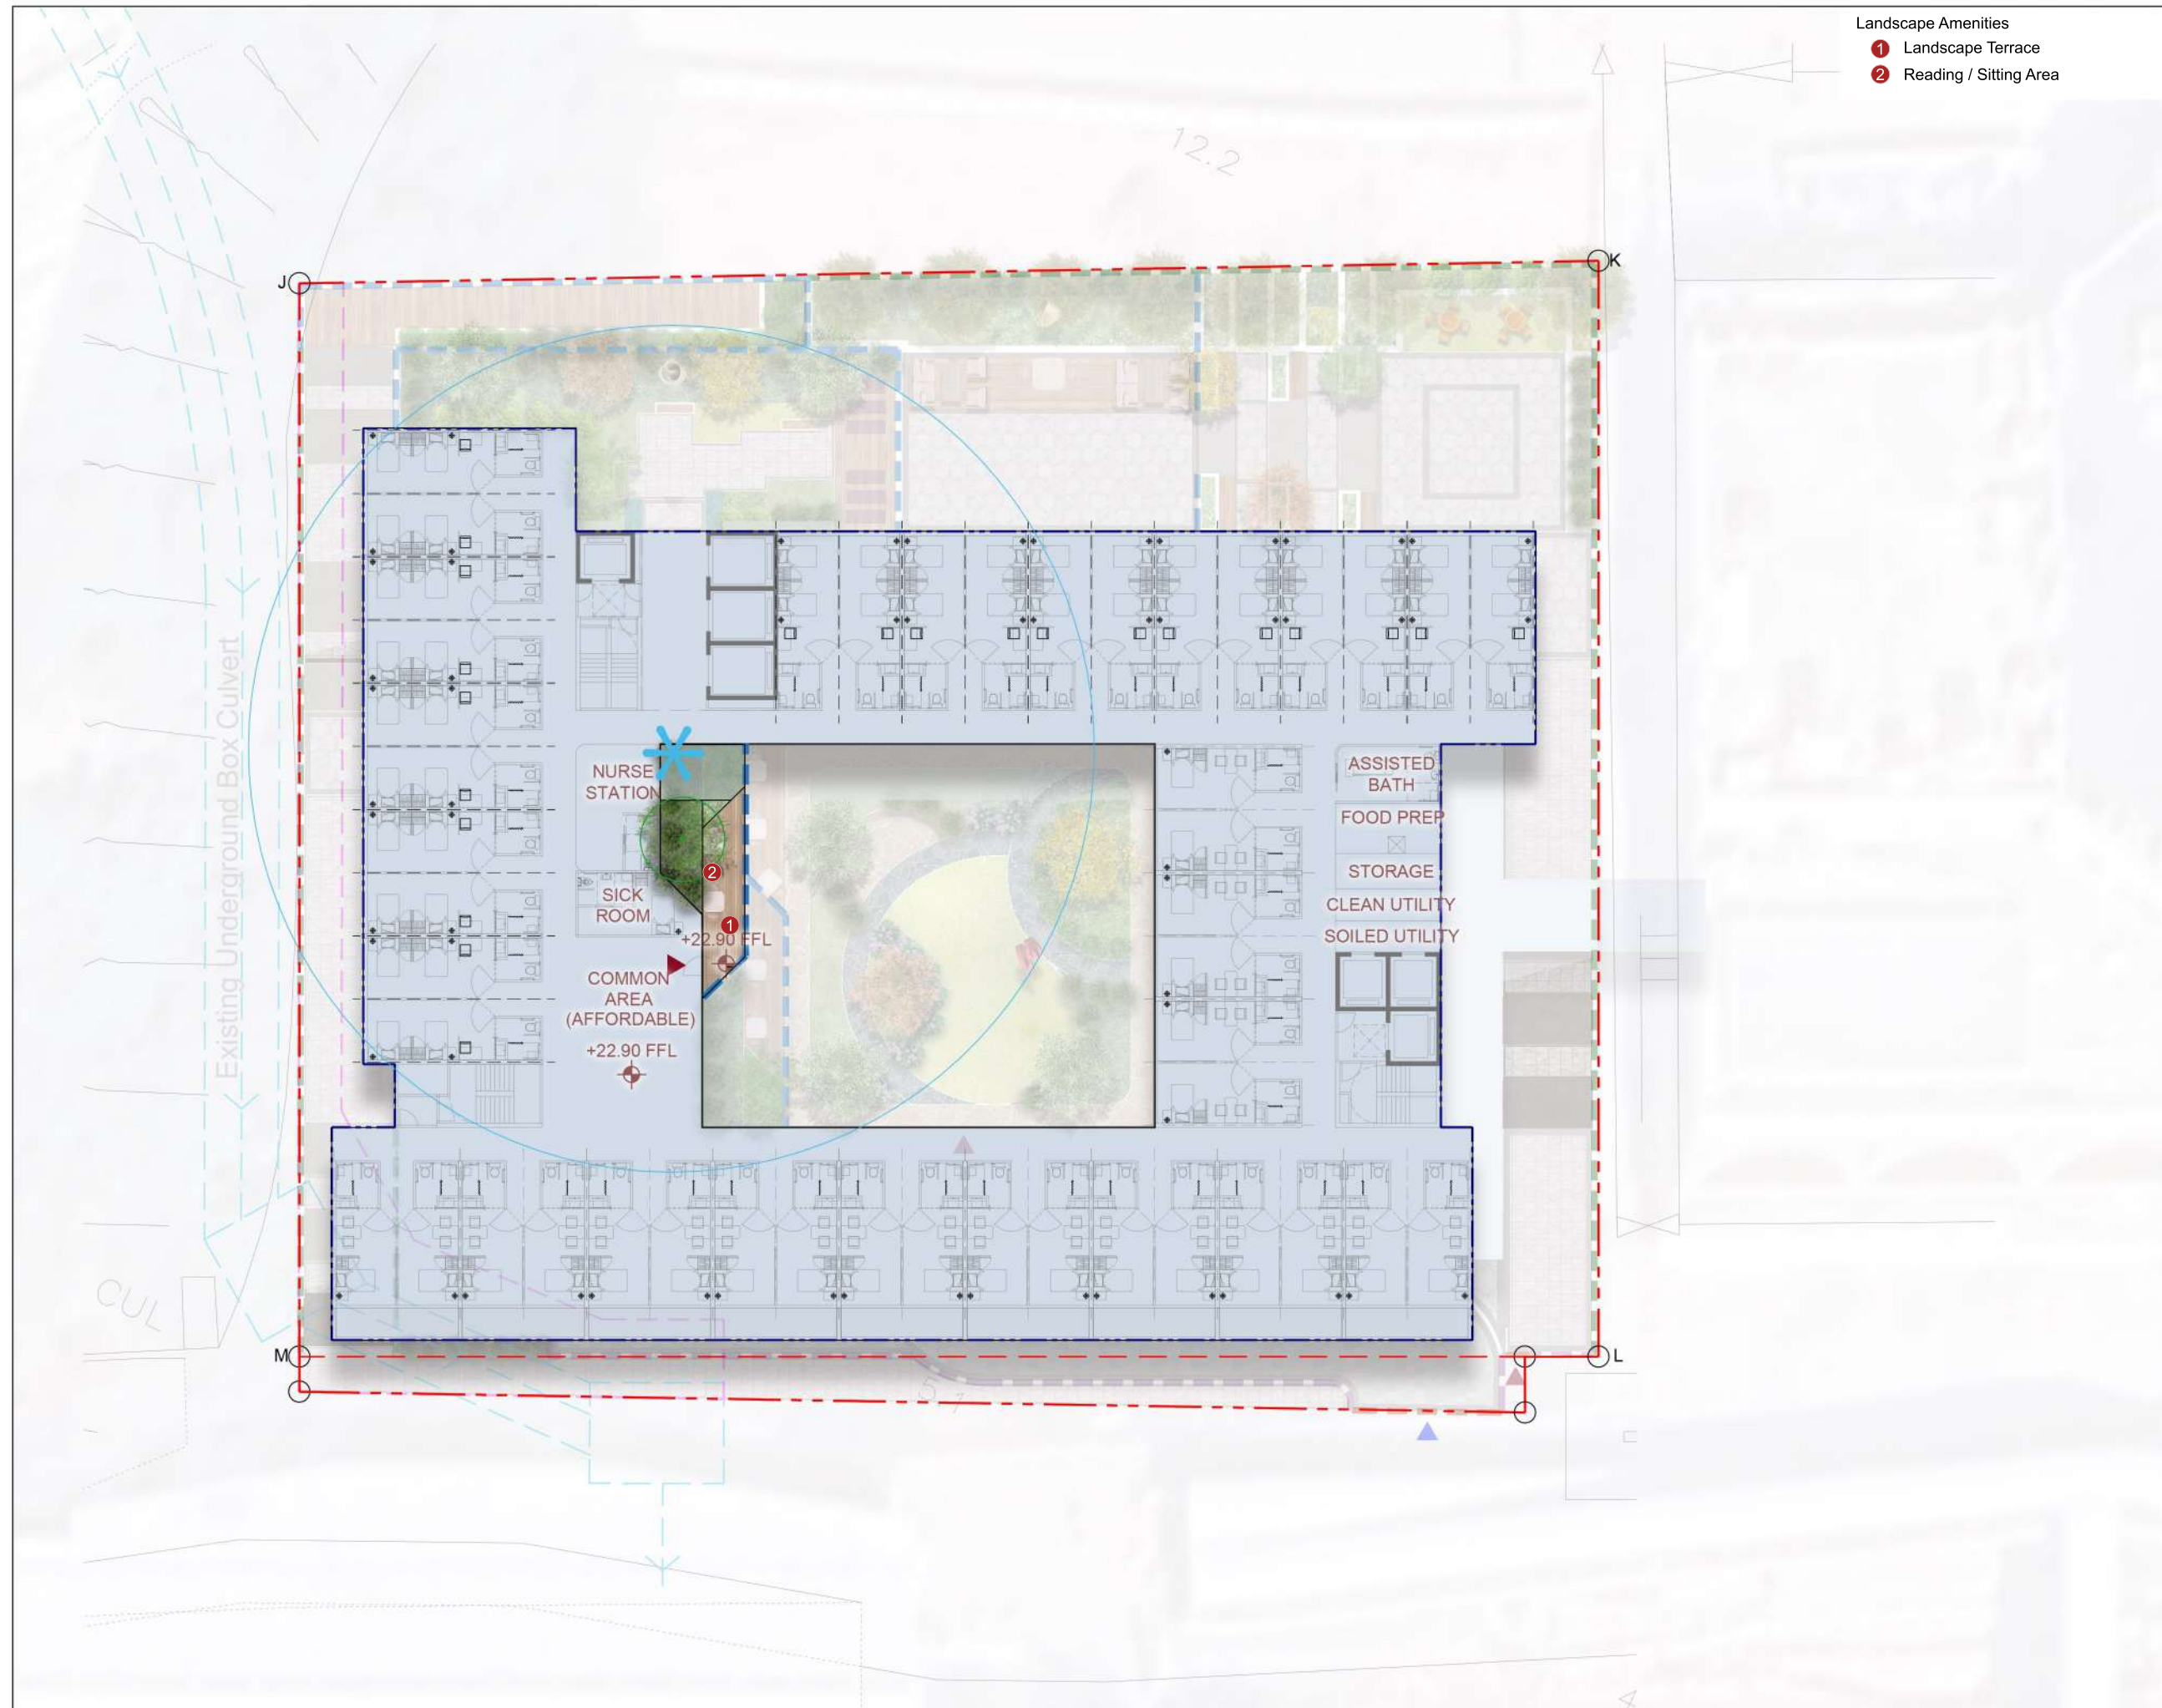 Landscape Amenities
1 Landscape Terrace
2 Reading / Sitting Area
12.2
J
K
Existing Underground Box Culvert
NURSE
STATION
ASSISTED
BATH
FOOD PREP
2
STORAGE
SICK
ROOM
CLEAN UTILITY
1
SOILED UTILITY
+22.90 FFL
COMMON
AREA
(AFFORDABLE)
+22.90 FFL
CUL
M
L